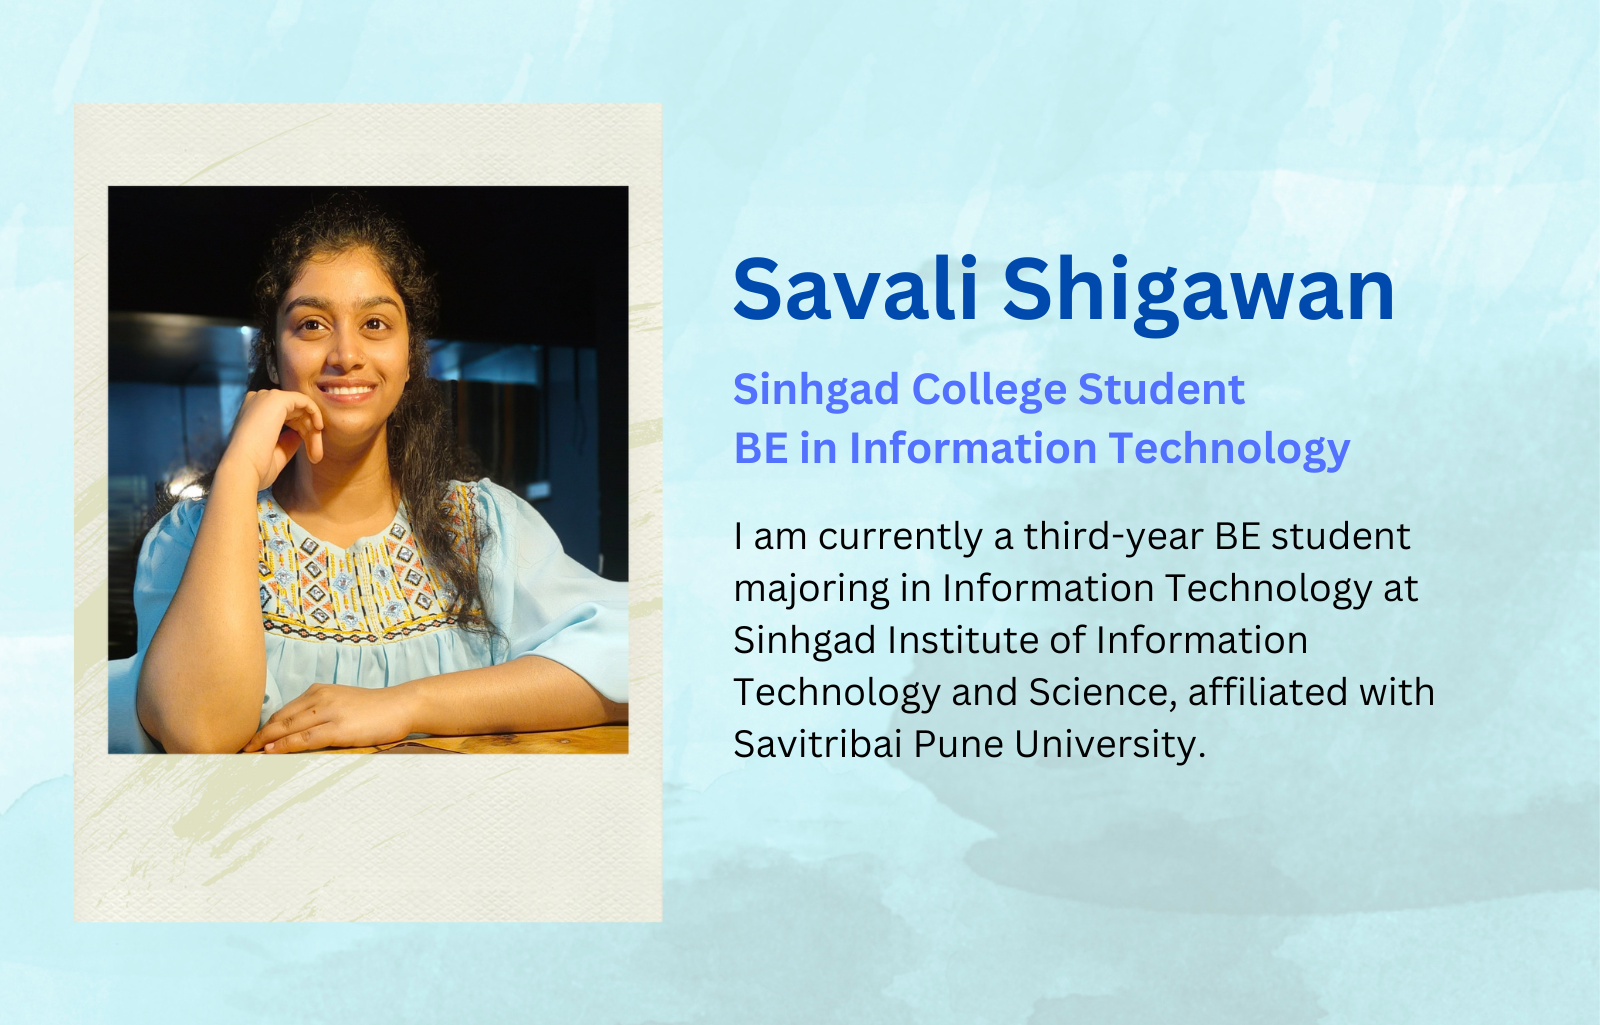 Savali Shigawan
Sinhgad College Student
BE in Information Technology
I am currently a third-year BE student
majoring in Information Technology at
Sinhgad Institute of Information
Technology and Science, affiliated with
Savitribai Pune University.